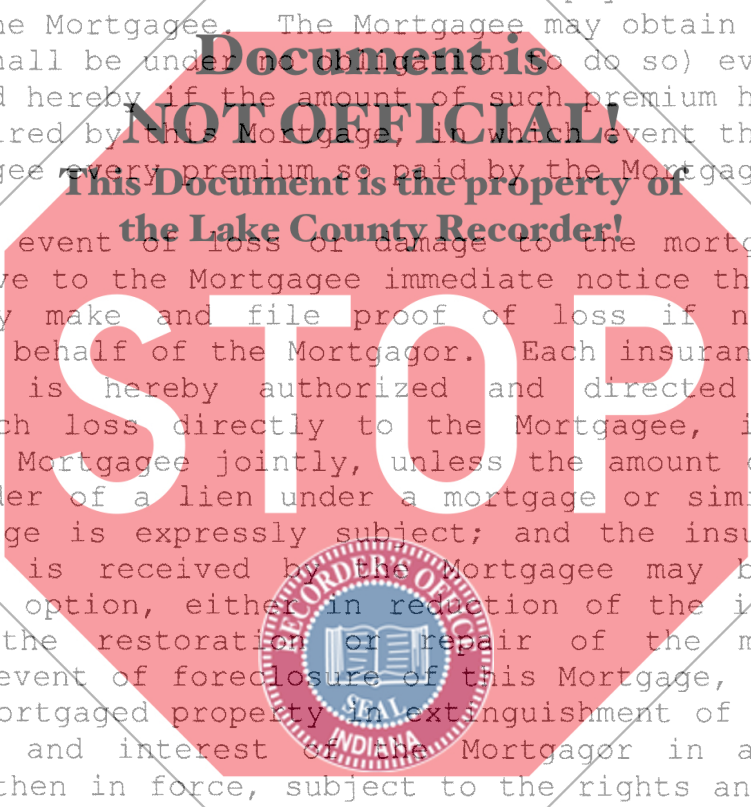 he Mortgagee. The Mortgagee may obtain
Document is
hall be under no obligation to do so) ev
d hereby if the amount of such premium h
NOT OFFICIAL!
red by this Mortgage, in which event th
gee every premium so paid by the Mortgag
This Document is the property of
the Lake County Recorder!
event of loss or damage to the mortg
ve to the Mortgagee immediate notice th
y make and file proof of loss if n
STOP
behalf of the Mortgagor. Each insuran
is hereby authorized and directed
ch loss directly to the Mortgagee, i
Mortgagee jointly, unless the amount o
der of a lien under a mortgage or simi
ge is expressly subject; and the insu
is received by the Mortgagee may b
RECORDER'S OFFICE
option, either in reduction of the i
the restoration or repair of the m
event of foreclosure of this Mortgage,
SEAL
ortgaged property in extinguishment of
INDIANA
and interest of the Mortgagor in a
then in force, subject to the rights an